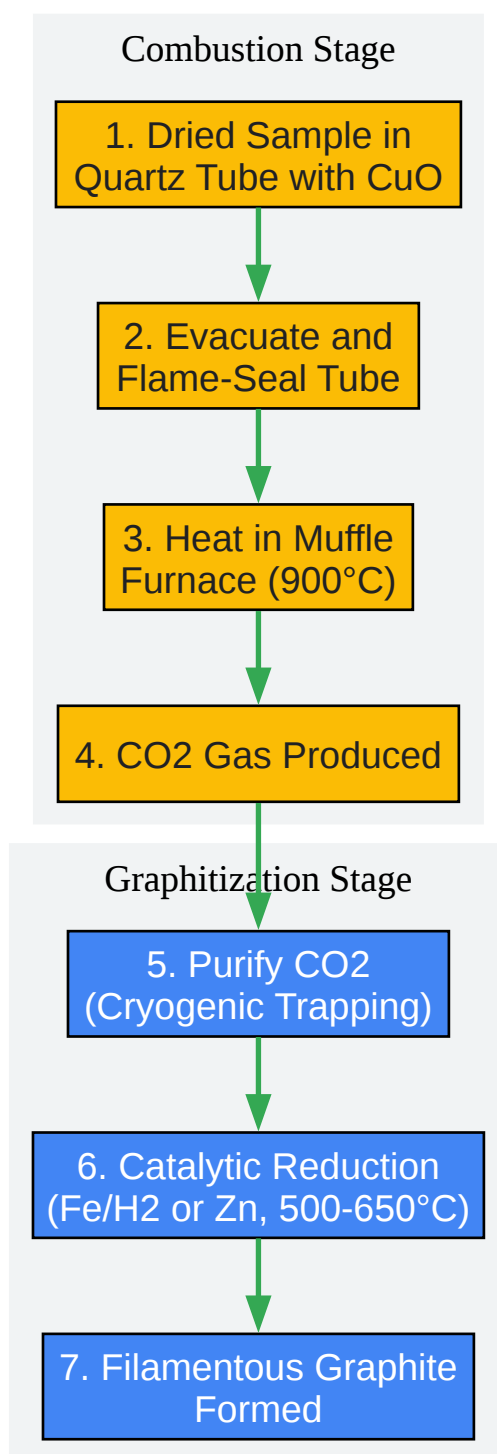 Combustion Stage
1. Dried Sample in
Quartz Tube with CuO
2. Evacuate and
Flame-Seal Tube
3. Heat in Muffle
Furnace (900°C)
4. CO2 Gas Produced
Graphitization Stage
5. Purify CO2
(Cryogenic Trapping)
6. Catalytic Reduction
(Fe/H2 or Zn, 500-650°C)
7. Filamentous Graphite
Formed